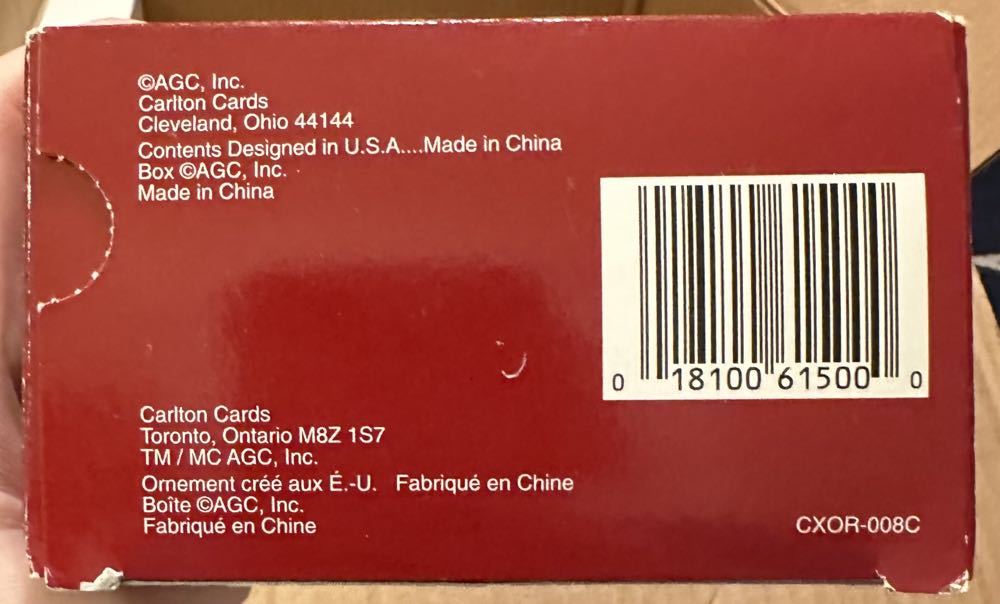 ©AGC, Inc.
Carlton Cards
Cleveland, Ohio 44144
Contents Designed in U.S.A....Made in China
Box ©AGC, Inc.
Made in China
0 18100 61500 0
Carlton Cards
Toronto, Ontario M8Z 1S7
TM / MC AGC, Inc.
Ornement créé aux É.-U. Fabriqué en Chine
Boîte ©AGC, Inc.
Fabriqué en Chine
CXOR-008C